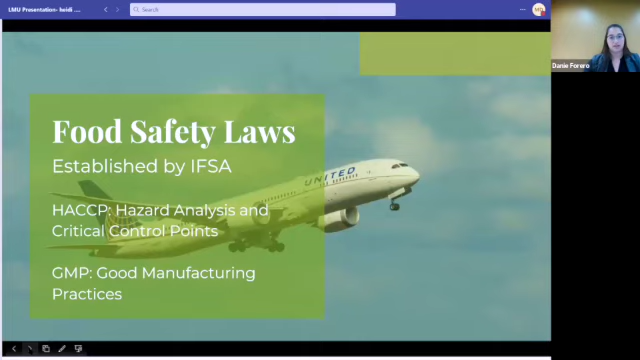 LMU Presentation- heidi ....
Search
MD
Danie Forero
Food Safety Laws
Established by IFSA
UNITED
HACCP: Hazard Analysis and
Critical Control Points
GMP: Good Manufacturing
Practices